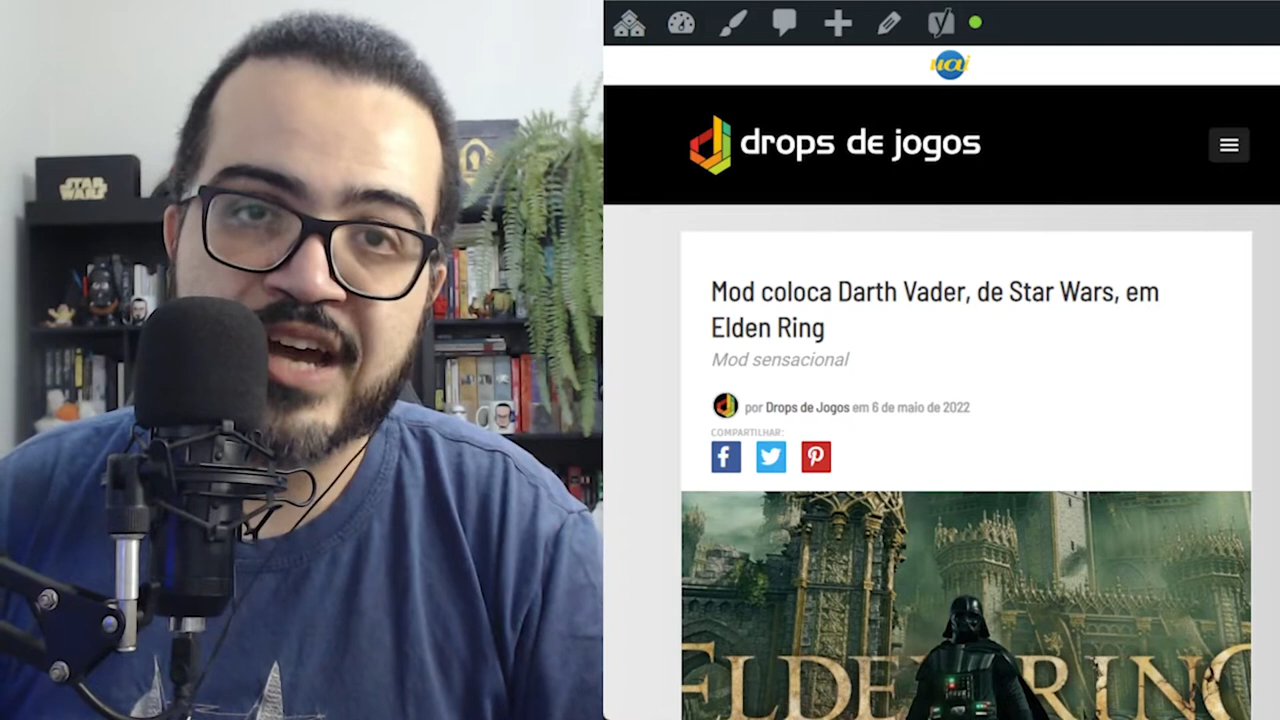 STAR
WARS
uai
drops de jogos
Mod coloca Darth Vader, de Star Wars, em
Elden Ring
Mod sensacional
por Drops de Jogos em 6 de maio de 2022
COMPARTILHAR:
ELDEN RING